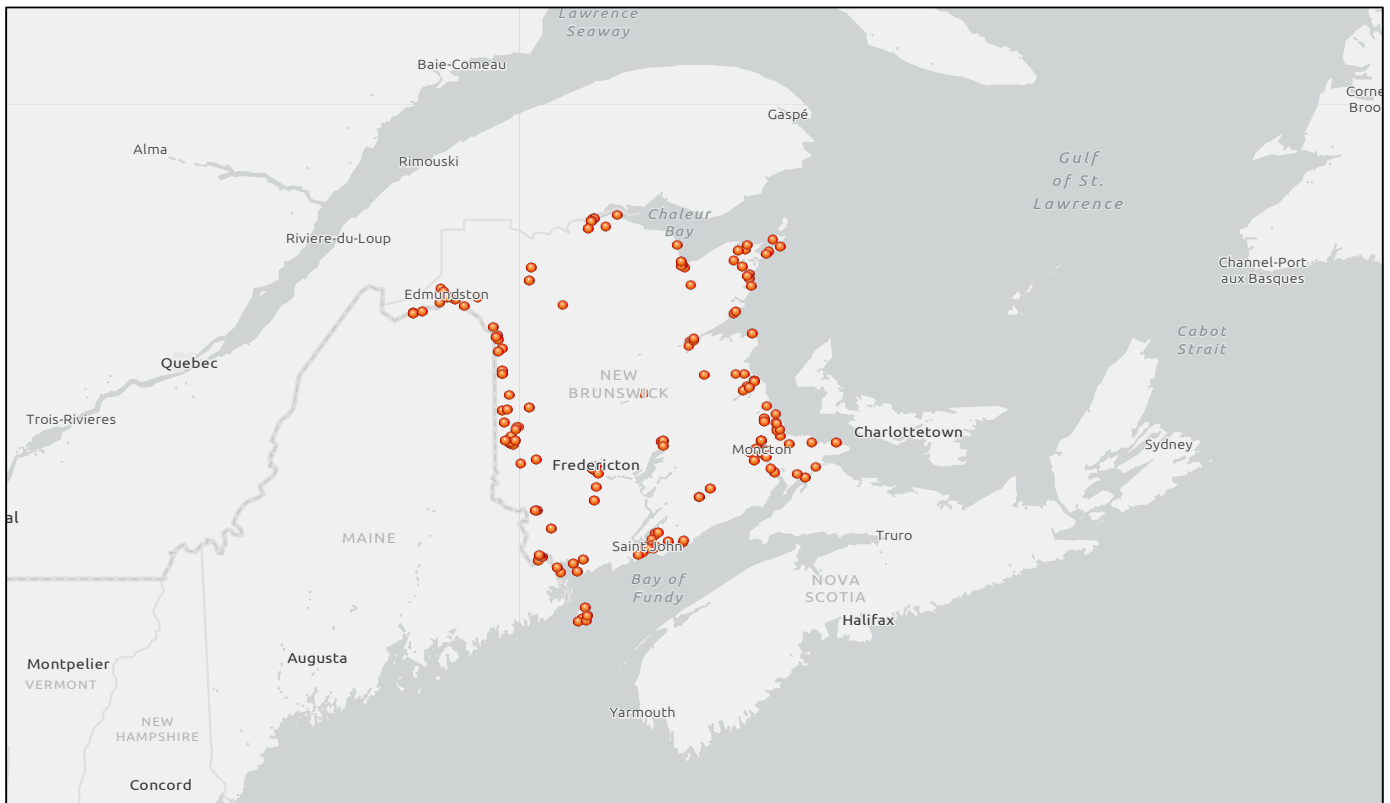 Lawrence
Seaway
Baie-Comeau
Gaspé
Corne
Broo
Alma
Rimouski
Gulf
of St.
Lawrence
Chaleur
Bay
Riviere-du-Loup
Channel-Port
aux Basques
Edmundston
Cabot
Strait
Quebec
NEW
BRUNSWICK
Trois-Rivieres
Charlottetown
Sydney
Moncton
Fredericton
al
MAINE
Truro
Saint John
Bay of
Fundy
NOVA
SCOTIA
Halifax
Montpelier
VERMONT
Augusta
Yarmouth
NEW
HAMPSHIRE
Concord